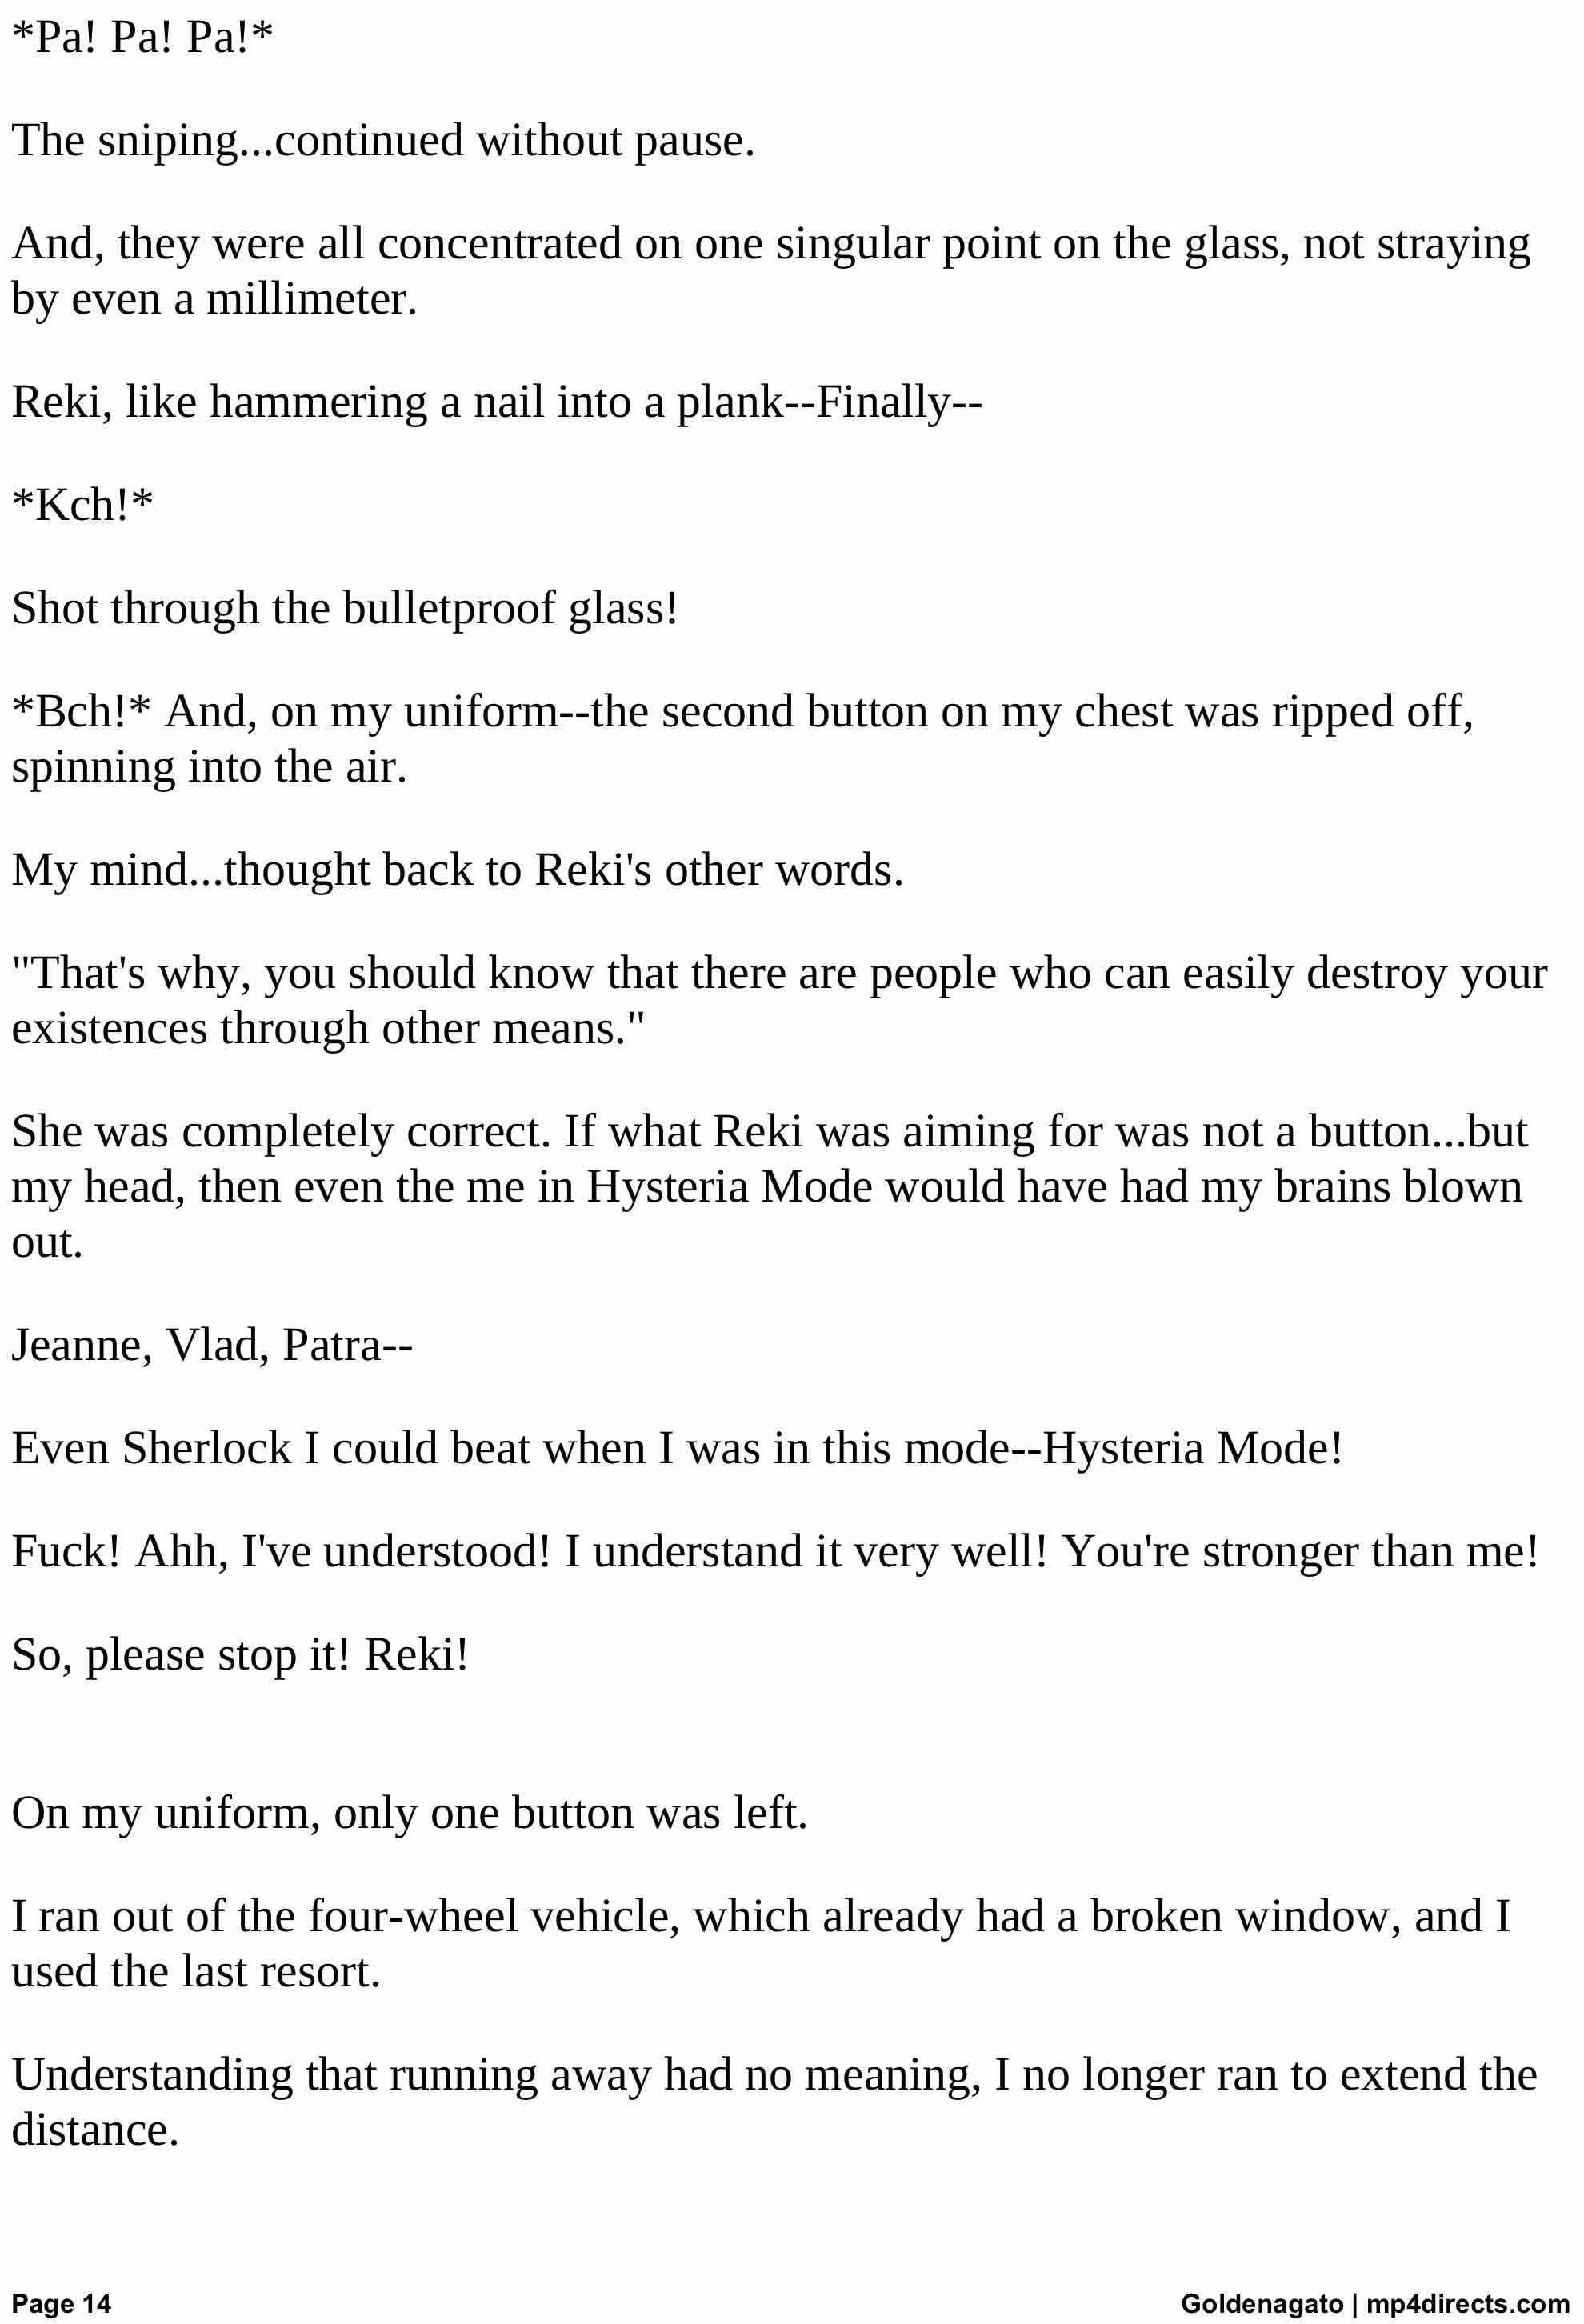 *Pa! Pa! Pa!*
The sniping...continued without pause.
And, they were all concentrated on one singular point on the glass, not straying
by even a millimeter.
Reki, like hammering a nail into a plank--Finally--
*Kch!*
Shot through the bulletproof glass!
*Bch!* And, on my uniform--the second button on my chest was ripped off,
spinning into the air.
My mind...thought back to Reki's other words.
"That's why, you should know that there are people who can easily destroy your
existences through other means."
She was completely correct. If what Reki was aiming for was not a button...but
my head, then even the me in Hysteria Mode would have had my brains blown
out.
Jeanne, Vlad, Patra--
Even Sherlock I could beat when I was in this mode--Hysteria Mode!
Fuck! Ahh, I've understood! I understand it very well! You're stronger than me!
So, please stop it! Reki!
On my uniform, only one button was left.
I ran out of the four-wheel vehicle, which already had a broken window, and I
used the last resort.
Understanding that running away had no meaning, I no longer ran to extend the
distance.
Page 14
Goldenagato | mp4directs.com